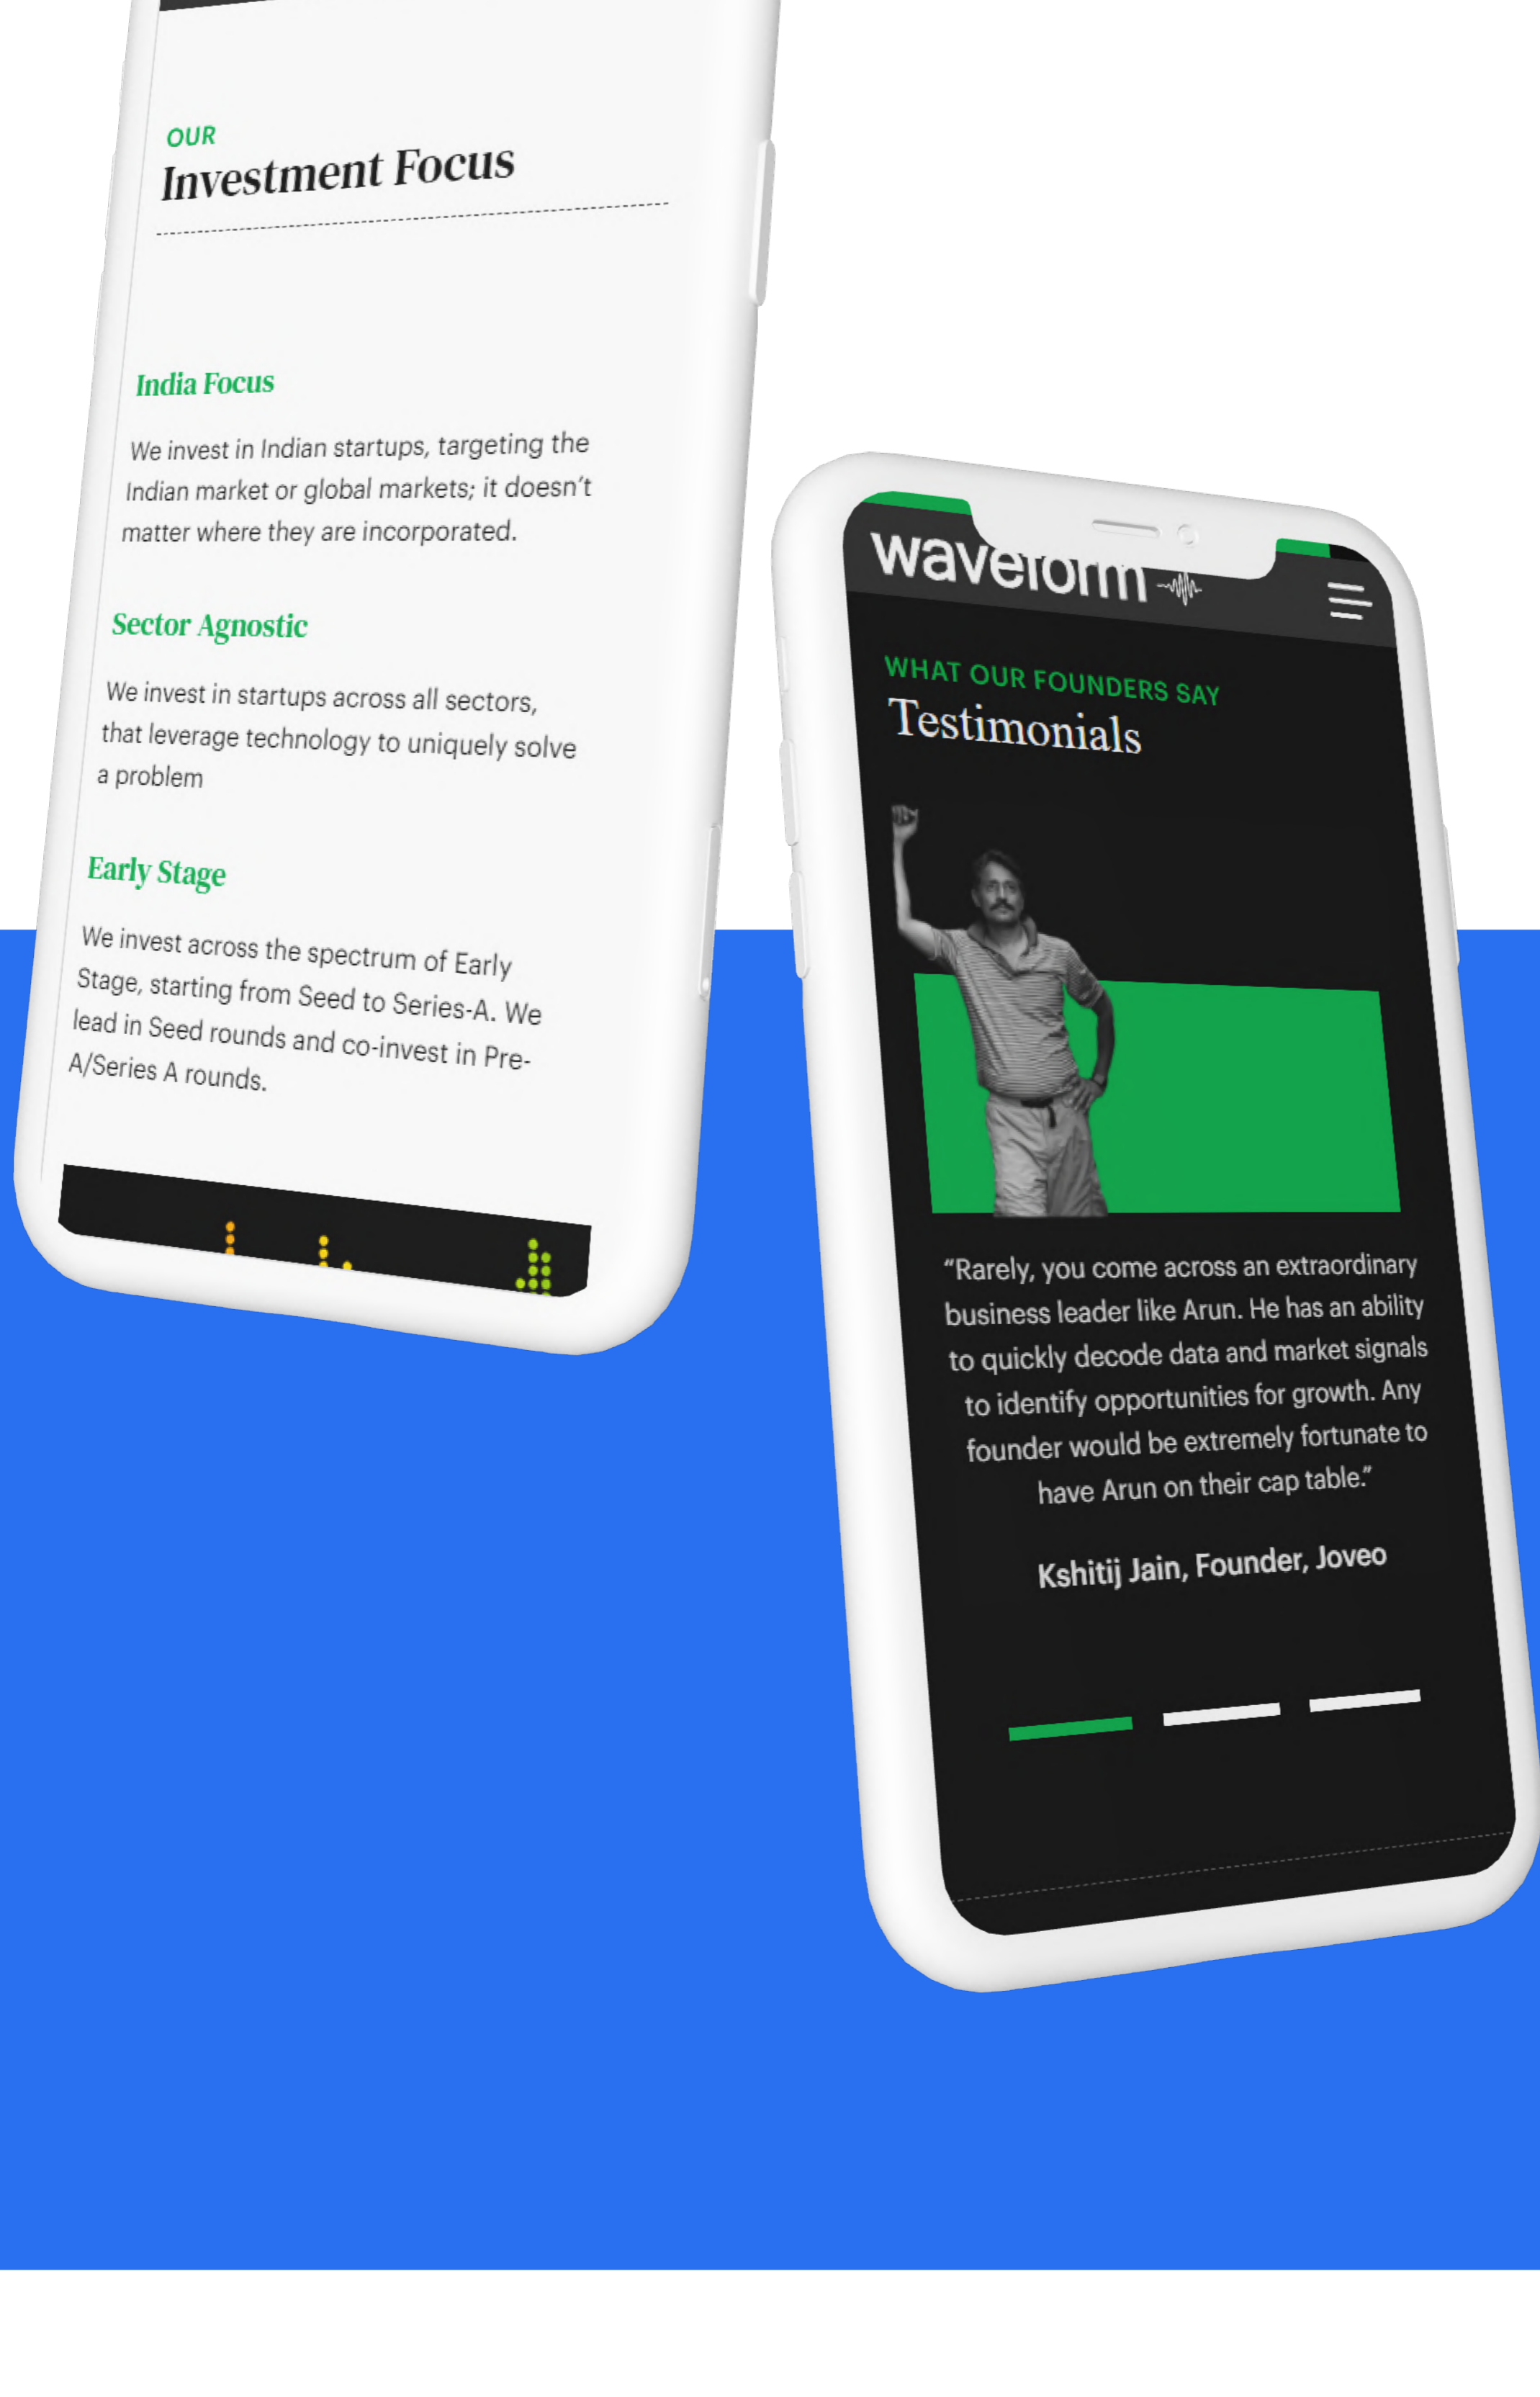 OUR
Investment Focus
India Focus
We invest in Indian startups, targeting the
Indian market or global markets; it doesn’t
matter where they are incorporated.
Sector Agnostic
We invest in startups across all sectors,
that leverage technology to uniquely solve
a problem
Early Stage
We invest across the spectrum of Early
Stage, starting from Seed to Series-A. We
lead in Seed rounds and co-invest in Pre-
A/Series A rounds.
waveform
WHAT OUR FOUNDERS SAY
Testimonials
“Rarely, you come across an extraordinary
business leader like Arun. He has an ability
to quickly decode data and market signals
to identify opportunities for growth. Any
founder would be extremely fortunate to
have Arun on their cap table.”
Kshitij Jain, Founder, Joveo